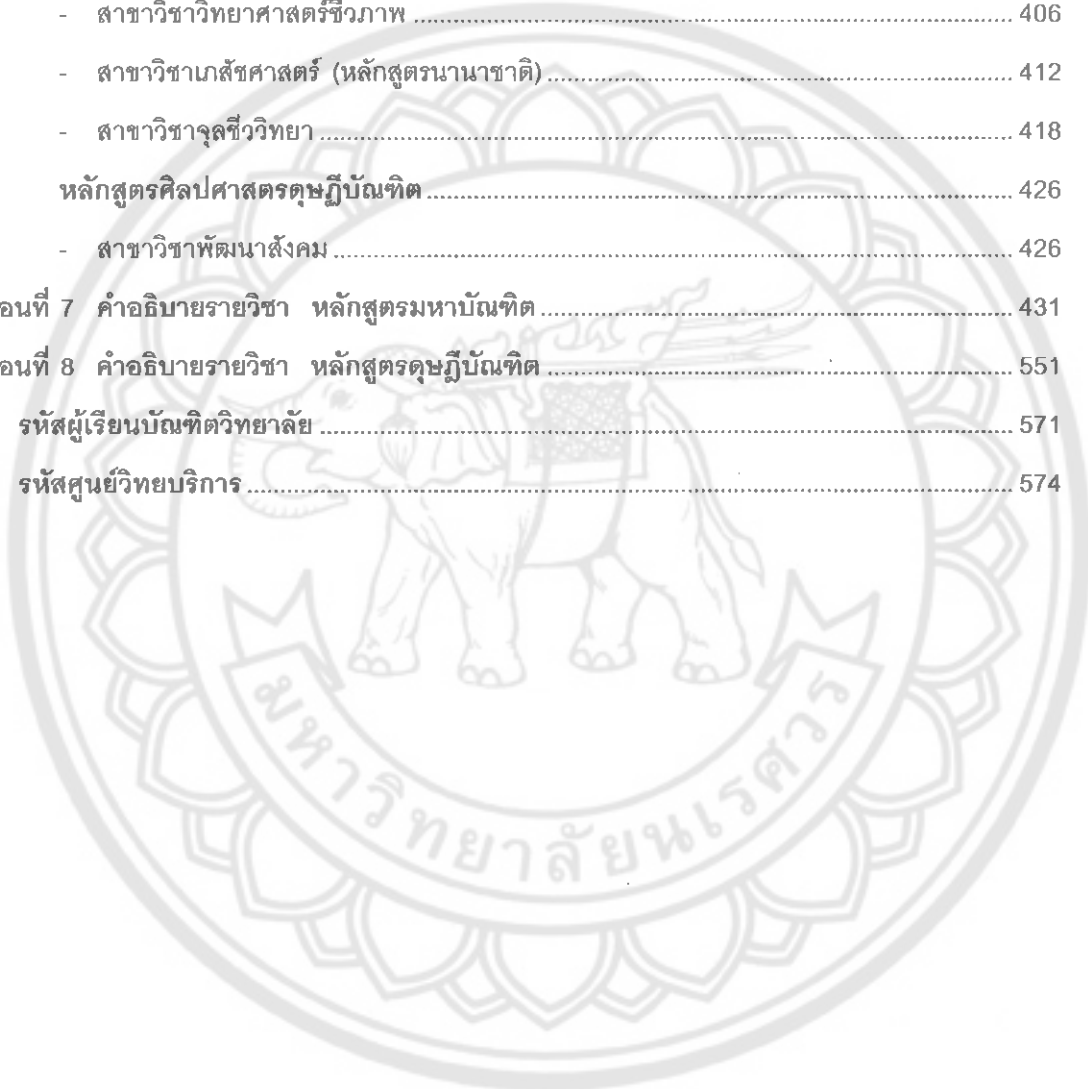 - สาขาวิชาวิทยาศาสตร์ชีวภาพ ........ 406
- สาขาวิชาเภสัชศาสตร์ (หลักสูตรนานาชาติ) ........ 412
- สาขาวิชาจุลชีววิทยา ........ 418
หลักสูตรศิลปศาสตรดุษฎีบัณฑิต ........ 426
- สาขาวิชาพัฒนาสังคม ........ 426
อนที่ 7 คำอธิบายรายวิชา หลักสูตรมหาบัณฑิต ........ 431
อนที่ 8 คำอธิบายรายวิชา หลักสูตรดุษฎีบัณฑิต ........ 551
รหัสผู้เรียนบัณฑิตวิทยาลัย ........ 571
รหัสศูนย์วิทยบริการ ........ 574
มหาวิทยาลัยนเรศวร